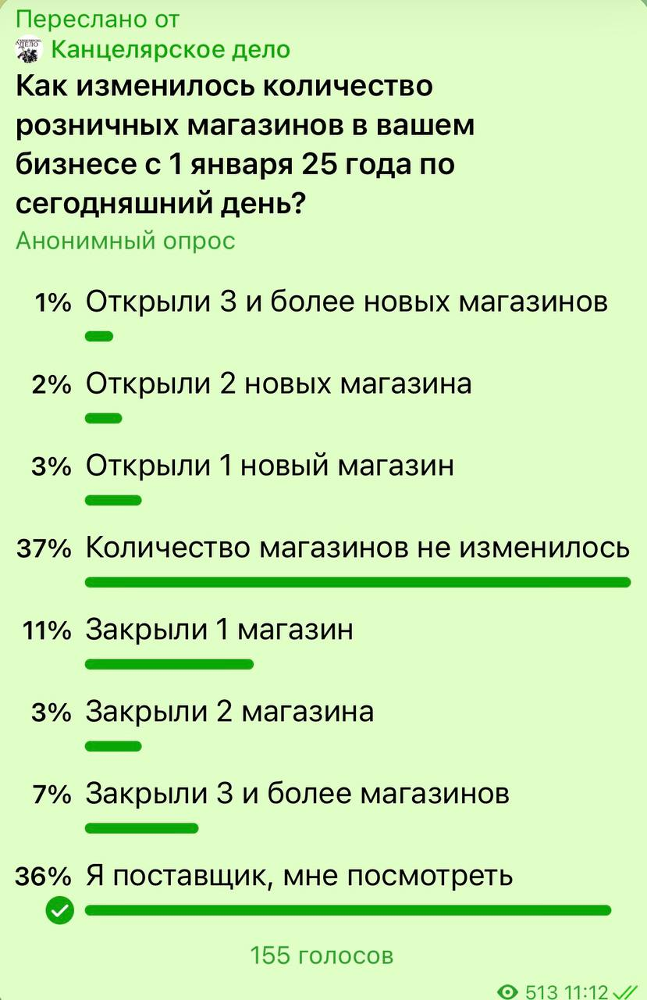 Переслано от
Канцелярское дело
Как изменилось количество
розничных магазинов в вашем
бизнесе с 1 января 25 года по
сегодняшний день?
Анонимный опрос
1% Открыли 3 и более новых магазинов
2% Открыли 2 новых магазина
3% Открыли 1 новый магазин
37% Количество магазинов не изменилось
11% Закрыли 1 магазин
3% Закрыли 2 магазина
7% Закрыли 3 и более магазинов
36% Я поставщик, мне посмотреть
155 голосов
513 11:12